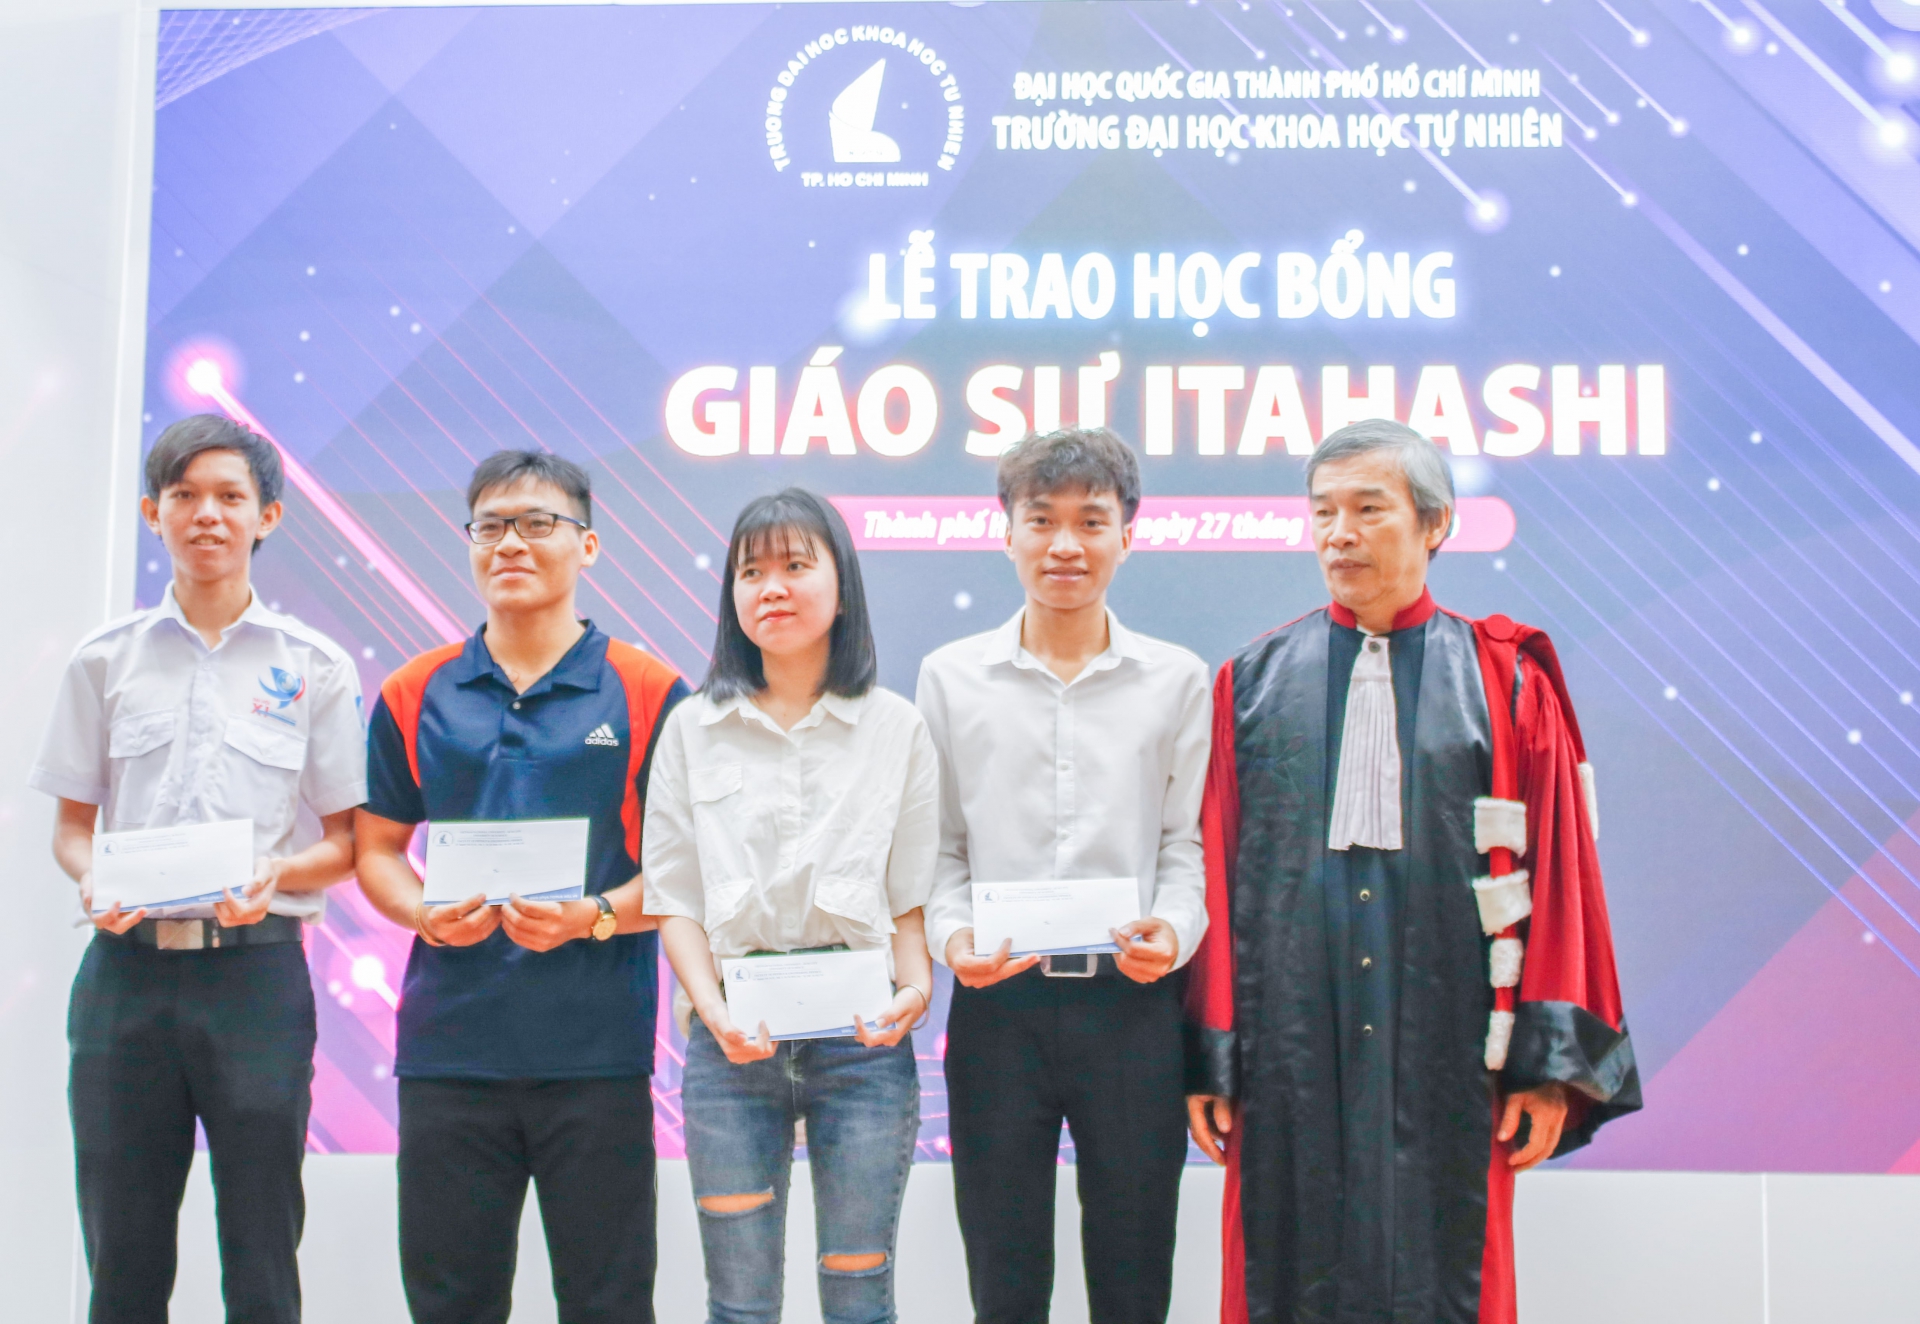 TRƯỜNG ĐẠI HỌC KHOA HỌC TỰ NHIÊN
TP. HỒ CHÍ MINH
ĐẠI HỌC QUỐC GIA THÀNH PHỐ HỒ CHÍ MINH
TRƯỜNG ĐẠI HỌC KHOA HỌC TỰ NHIÊN
LỄ TRAO HỌC BỔNG
GIÁO SƯ ITAHASHI
Thành phố H
ngày 27 tháng
XI
adidas